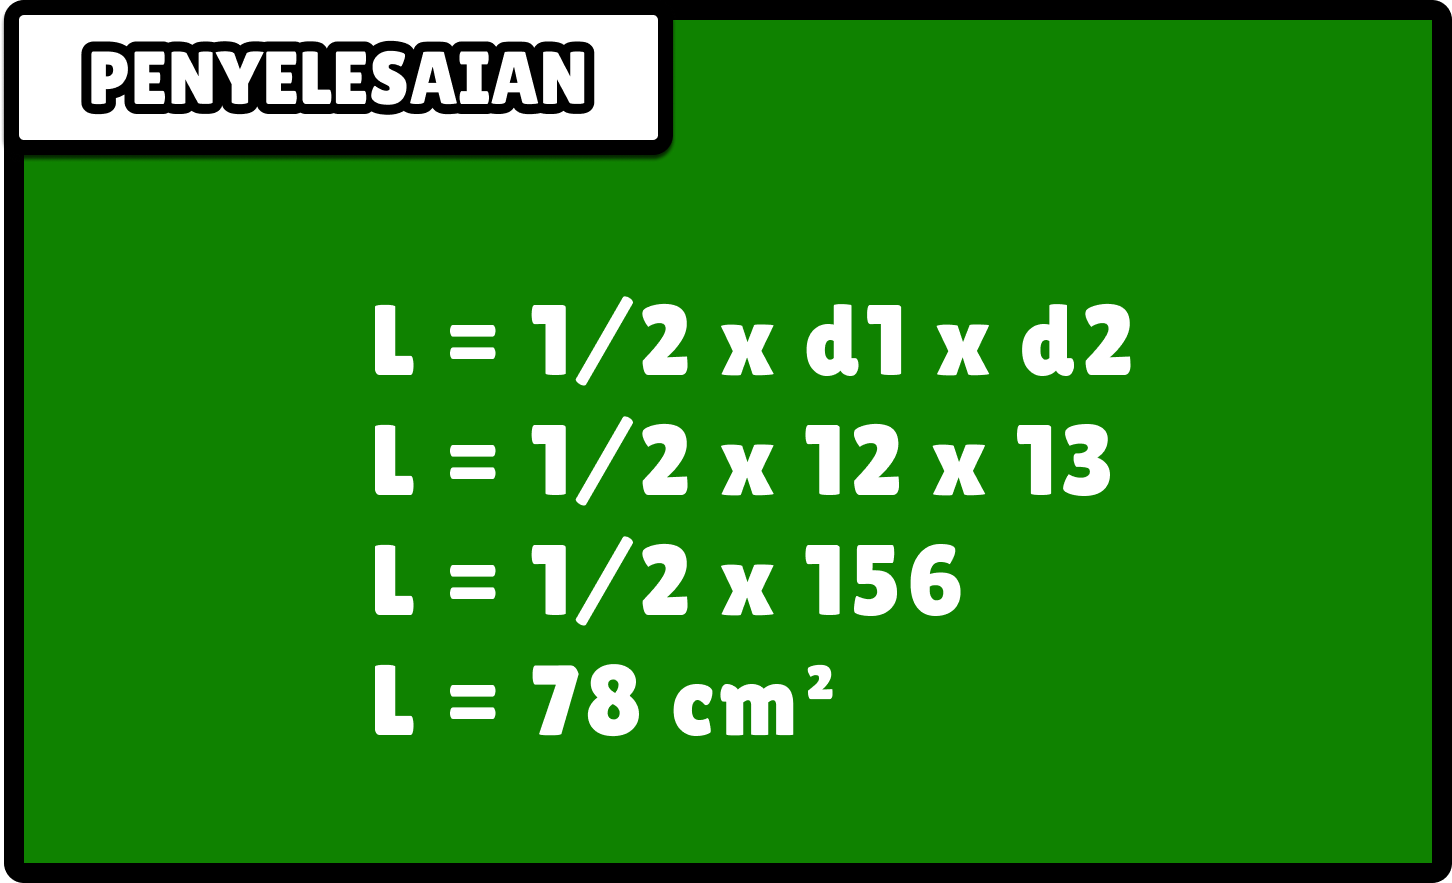 PENYELESAIAN
L = 1/2 x d1 x d2
L = 1/2 x 12 x 13
L = 1/2 x 156
L = 78 cm²